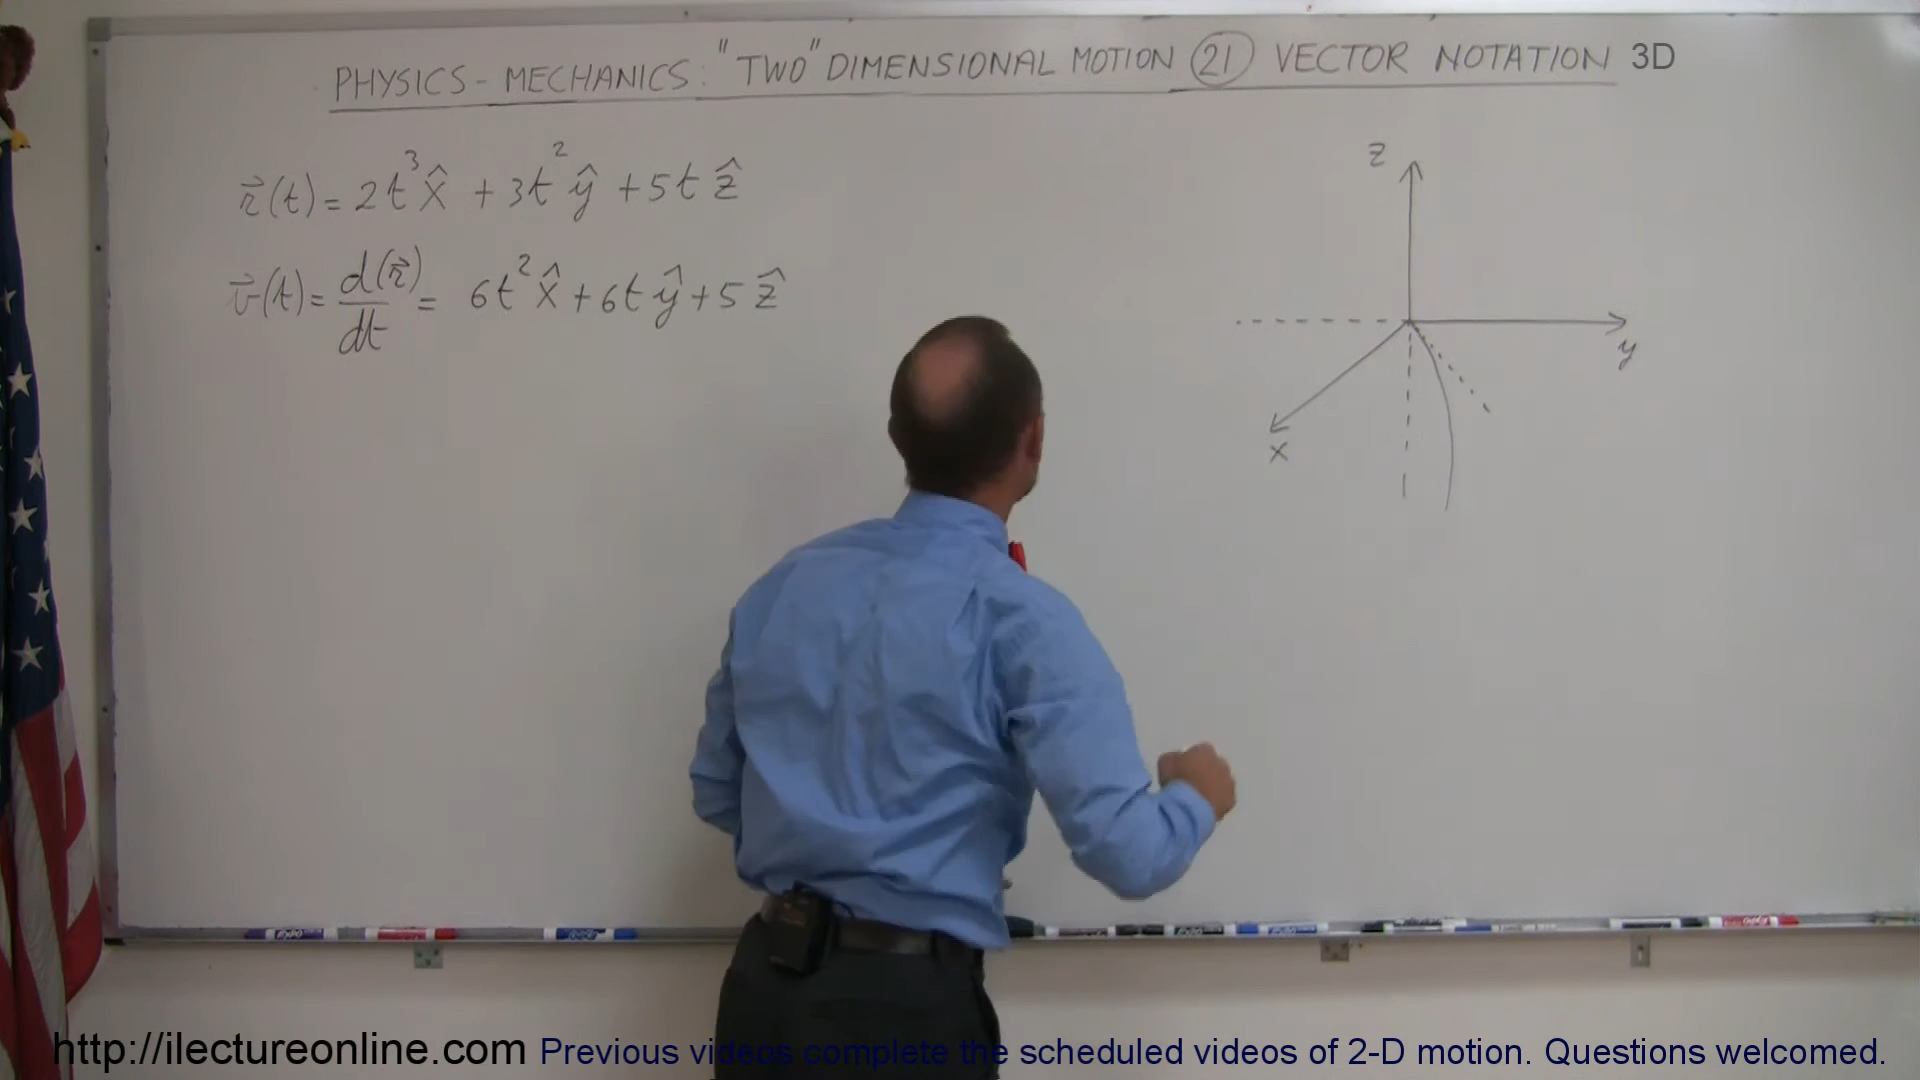 PHYSICS - MECHANICS: "TWO" DIMENSIONAL MOTION 21 VECTOR NOTATION 3D
r⃗(t) = 2t³x̂ + 3t²ŷ + 5tẑ
v⃗(t) = d(r⃗)/dt = 6t²x̂ + 6tŷ + 5ẑ
z
y
x
http://ilectureonline.com Previous videos complete the scheduled videos of 2-D motion. Questions welcomed.